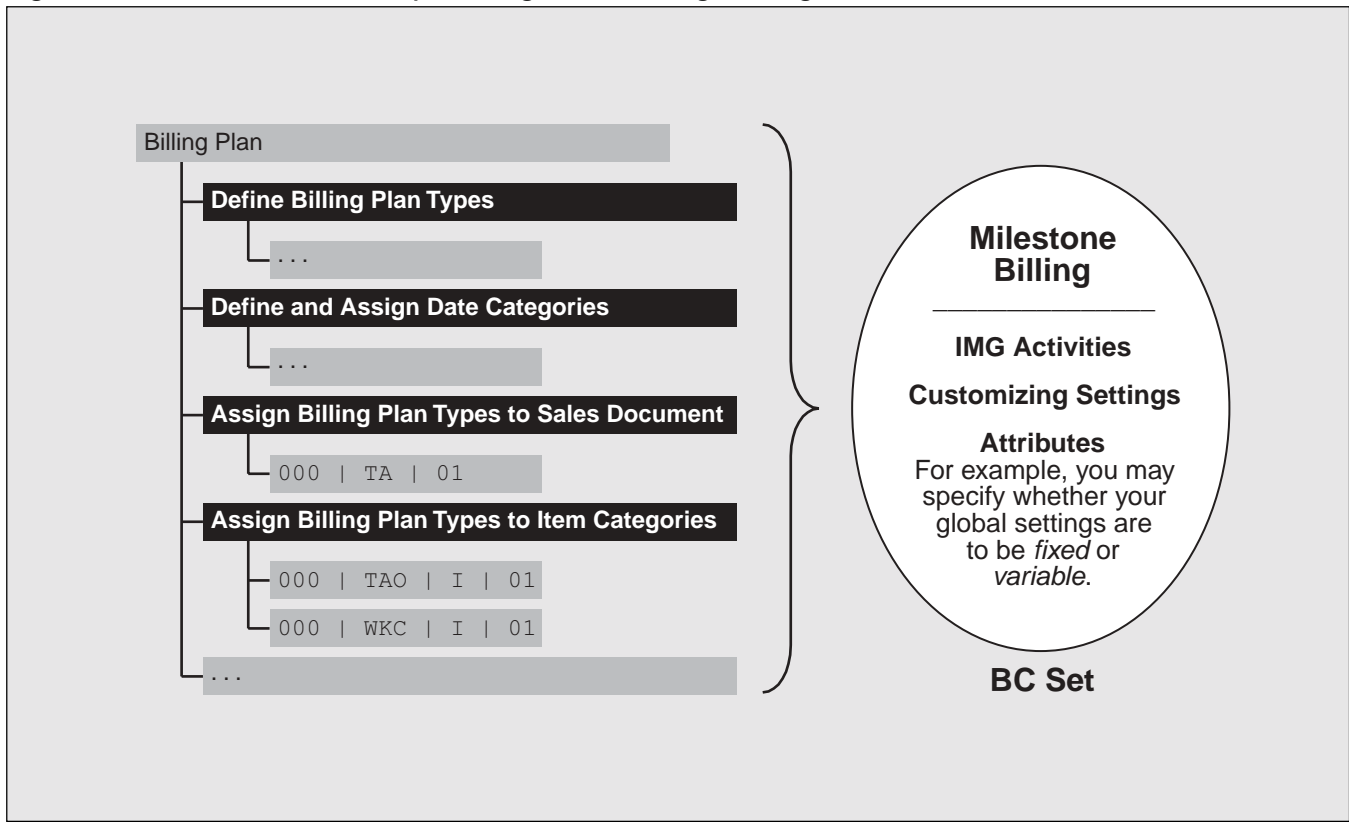 Billing Plan
Define Billing Plan Types
...
Define and Assign Date Categories
...
Assign Billing Plan Types to Sales Document
000 | TA | 01
Assign Billing Plan Types to Item Categories
000 | TAO | I | 01
000 | WKC | I | 01
...
Milestone
Billing
IMG Activities
Customizing Settings
Attributes
For example, you may
specify whether your
global settings are
to be fixed or
variable.
BC Set